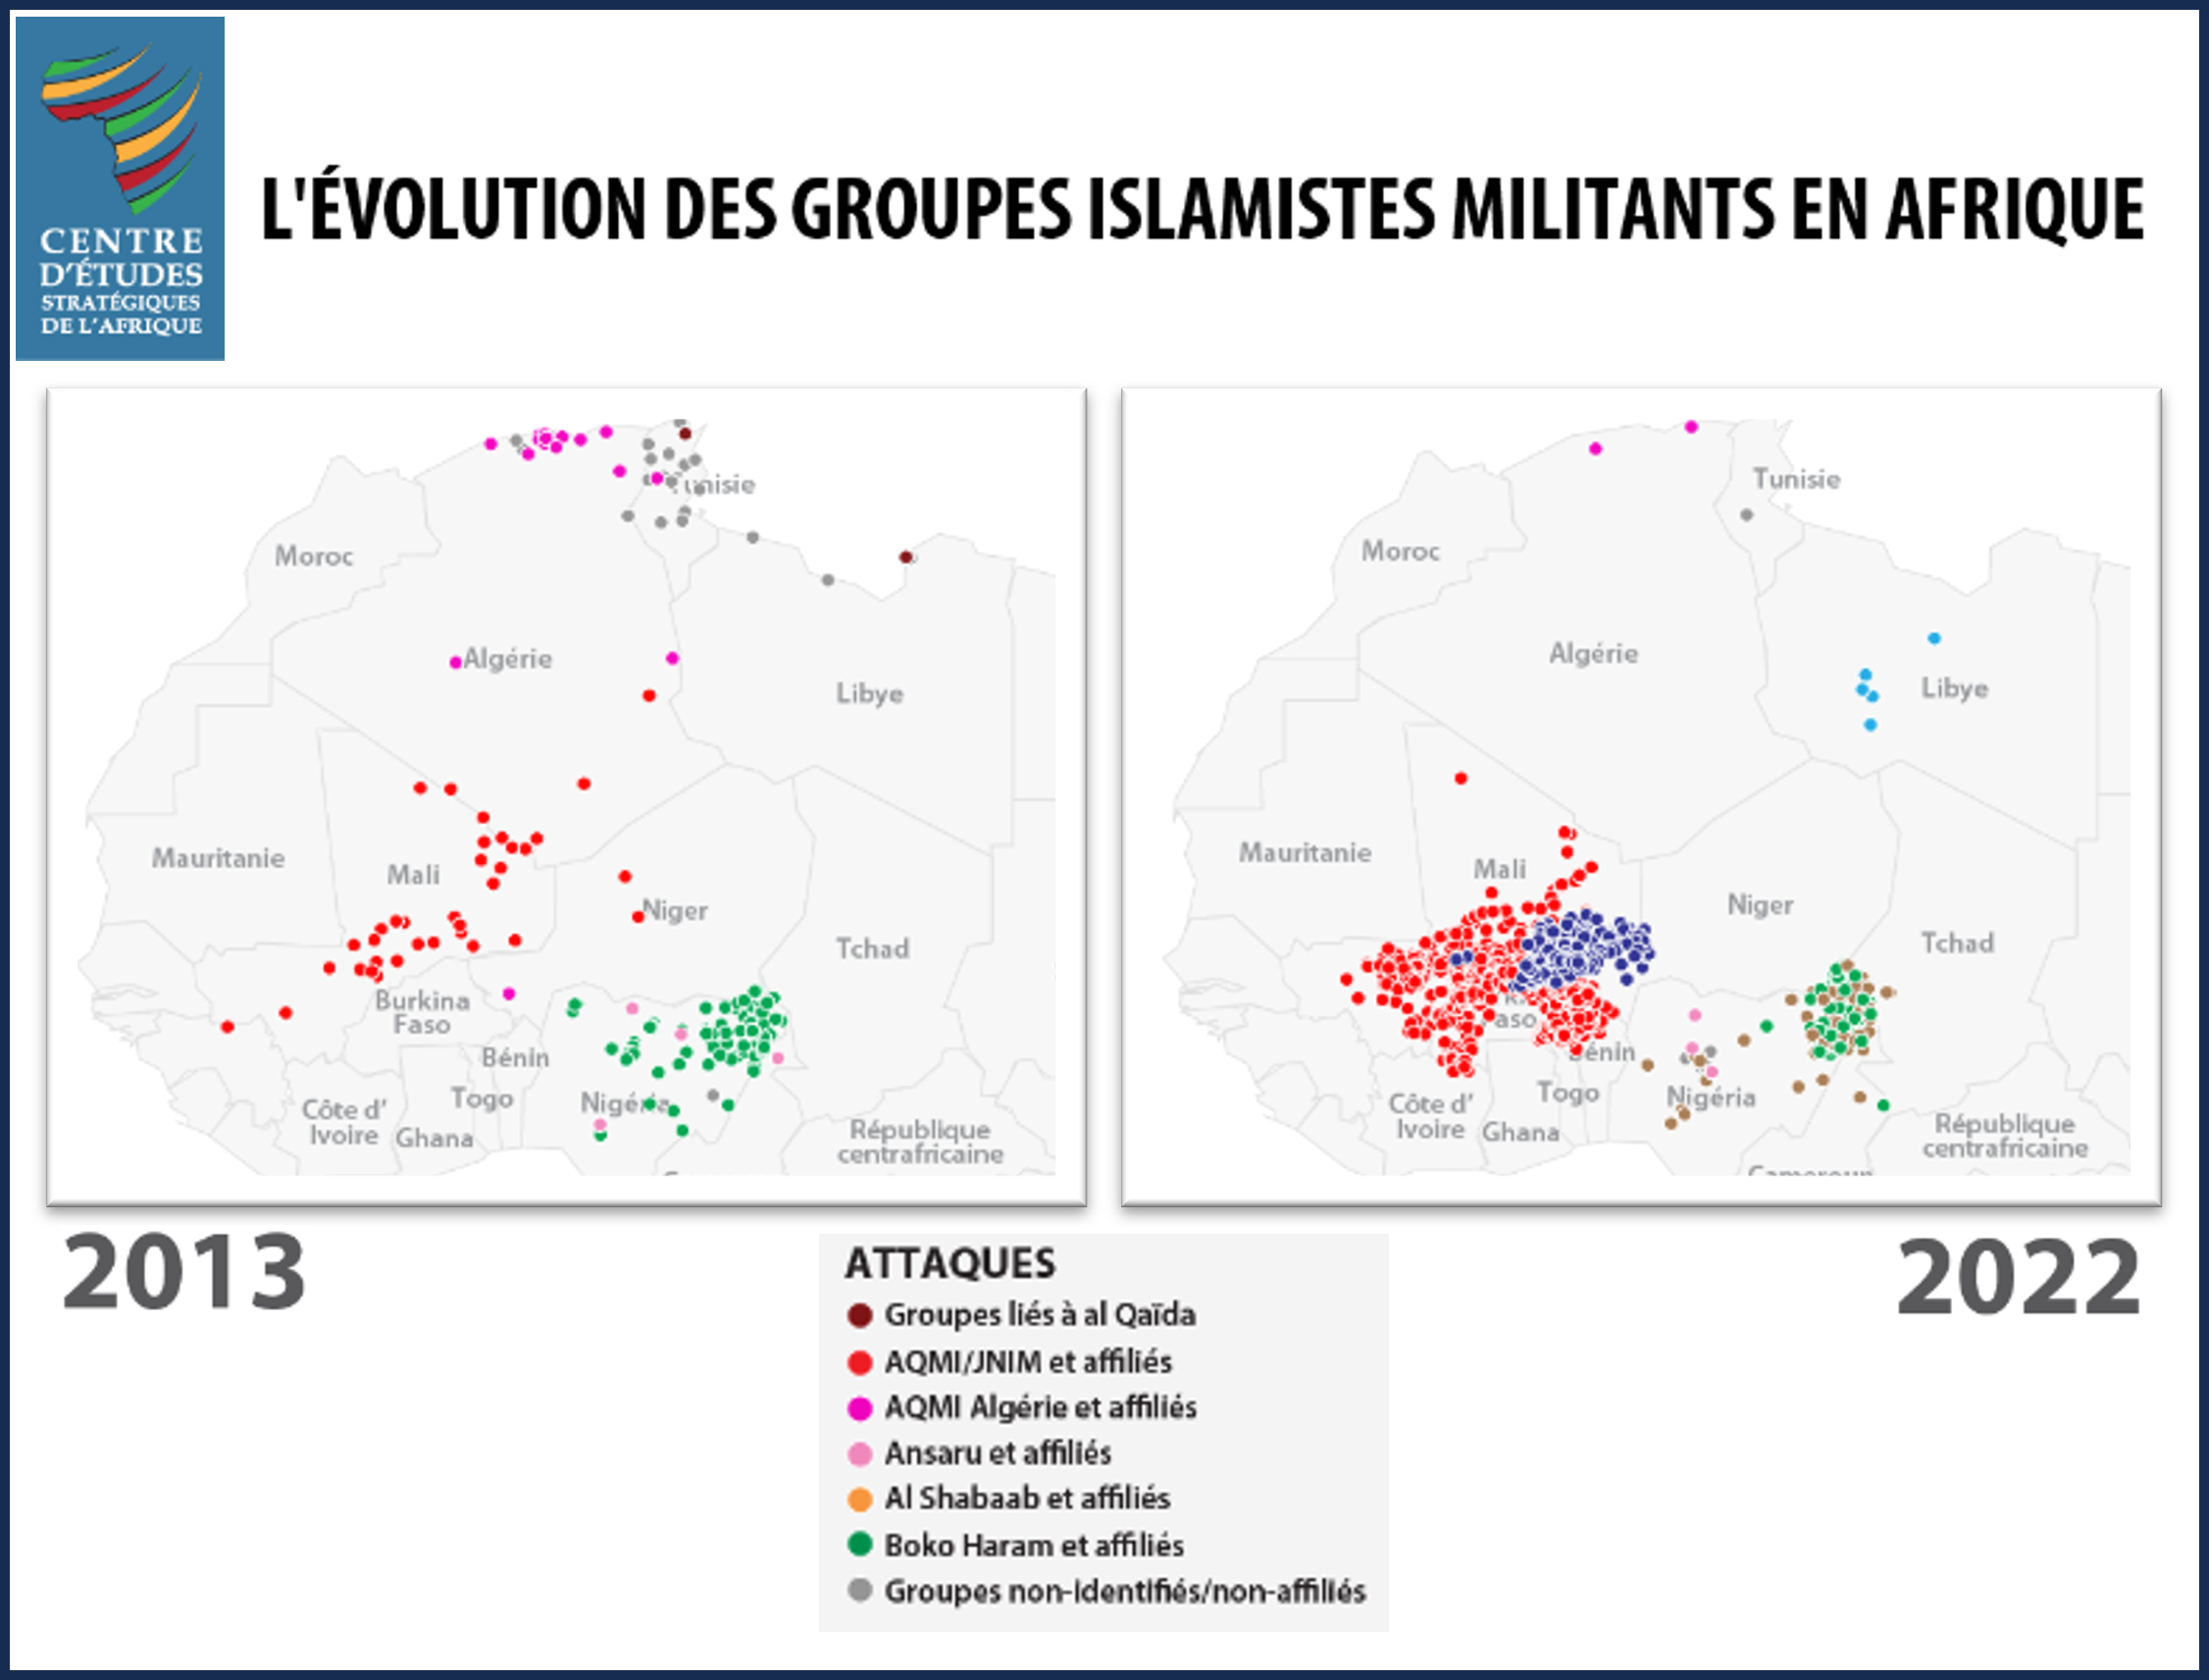 CENTRE
D'ÉTUDES
STRATÉGIQUES
DE L'AFRIQUE
L'ÉVOLUTION DES GROUPES ISLAMISTES MILITANTS EN AFRIQUE
Tunisie
Moroc
Algérie
Libye
Mauritanie
Mali
Niger
Tchad
Burkina
Faso
Bénin
Togo
Nigéria
Côte d'
Ivoire
Ghana
République
centrafricaine
Tunisie
Moroc
Algérie
Libye
Mauritanie
Mali
Niger
Tchad
Faso
Bénin
Togo
Nigéria
Côte d'
Ivoire
Ghana
République
centrafricaine
Cameroun
2013
2022
ATTAQUES
Groupes liés à al Qaïda
AQMI/JNIM et affiliés
AQMI Algérie et affiliés
Ansaru et affiliés
Al Shabaab et affiliés
Boko Haram et affiliés
Groupes non-identifiés/non-affiliés